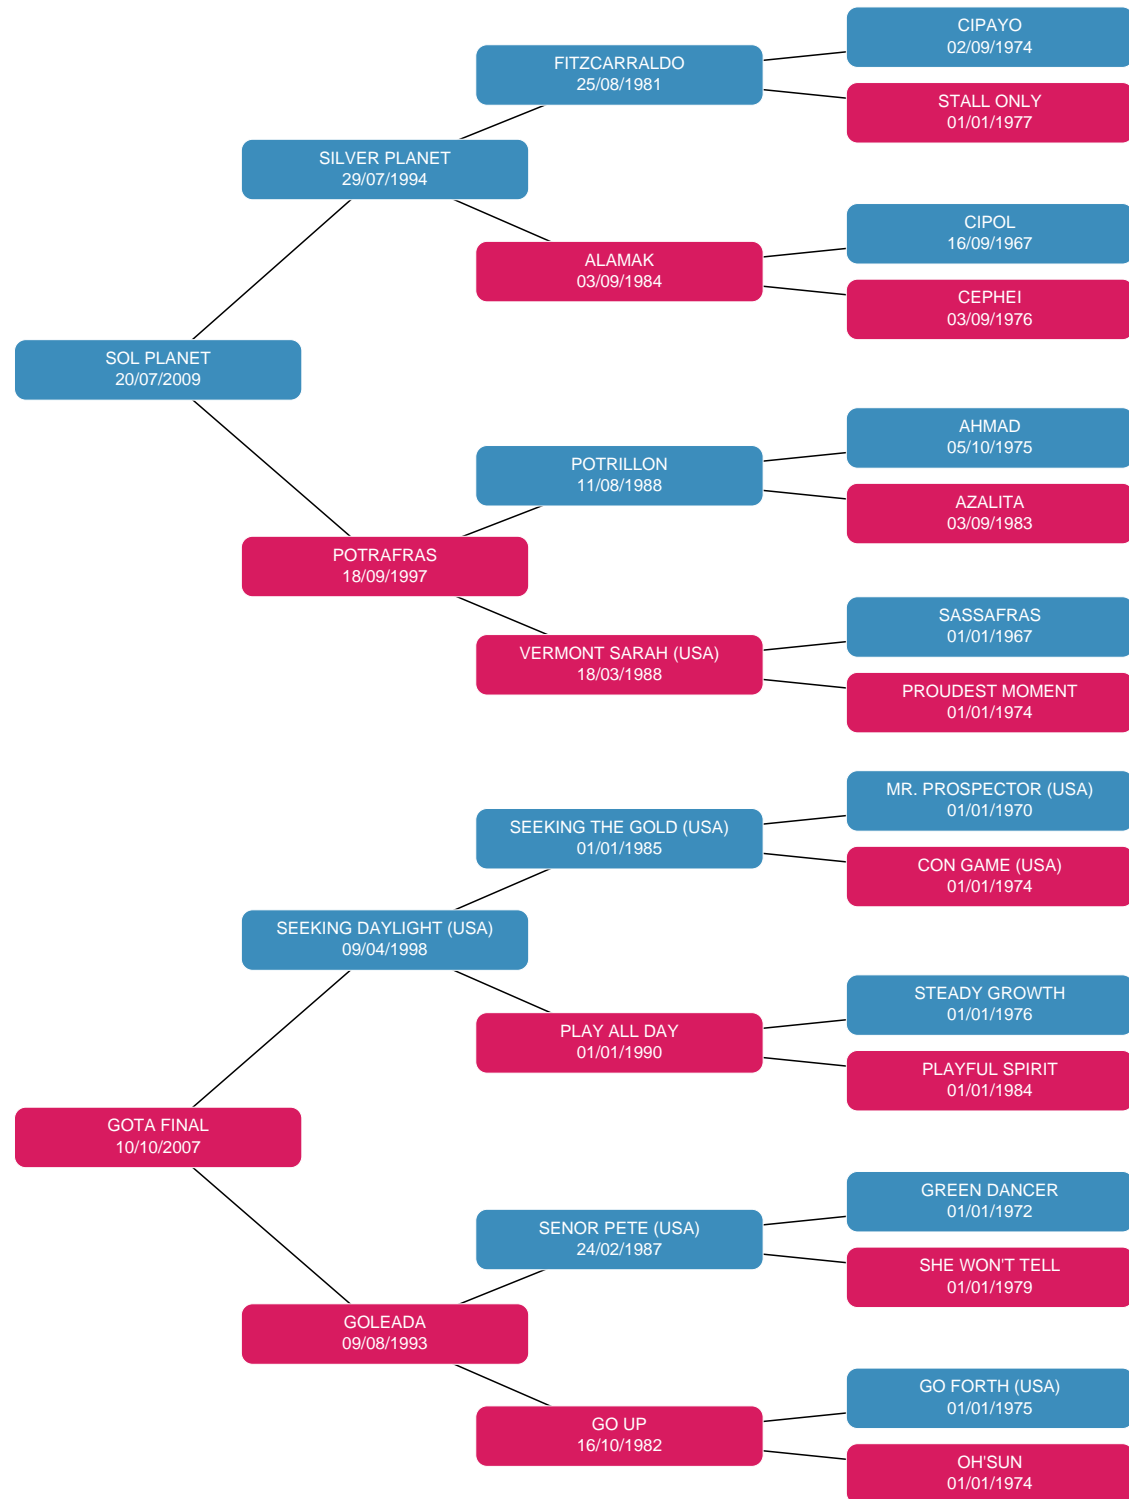 CIPAYO
02/09/1974
FITZCARRALDO
25/08/1981
STALL ONLY
01/01/1977
SILVER PLANET
29/07/1994
CIPOL
16/09/1967
ALAMAK
03/09/1984
CEPHEI
03/09/1976
SOL PLANET
20/07/2009
AHMAD
05/10/1975
POTRILLON
11/08/1988
AZALITA
03/09/1983
POTRAFRAS
18/09/1997
SASSAFRAS
01/01/1967
VERMONT SARAH (USA)
18/03/1988
PROUDEST MOMENT
01/01/1974
MR. PROSPECTOR (USA)
01/01/1970
SEEKING THE GOLD (USA)
01/01/1985
CON GAME (USA)
01/01/1974
SEEKING DAYLIGHT (USA)
09/04/1998
STEADY GROWTH
01/01/1976
PLAY ALL DAY
01/01/1990
PLAYFUL SPIRIT
01/01/1984
GOTA FINAL
10/10/2007
GREEN DANCER
01/01/1972
SENOR PETE (USA)
24/02/1987
SHE WON'T TELL
01/01/1979
GOLEADA
09/08/1993
GO FORTH (USA)
01/01/1975
GO UP
16/10/1982
OH'SUN
01/01/1974